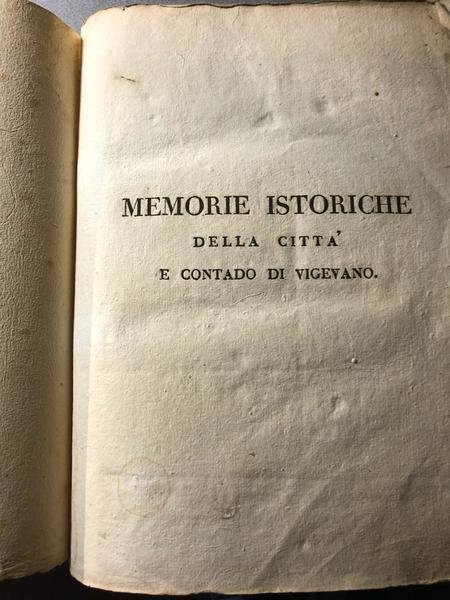 MEMORIE ISTORICHE
DELLA CITTA'
E CONTADO DI VIGEVANO.